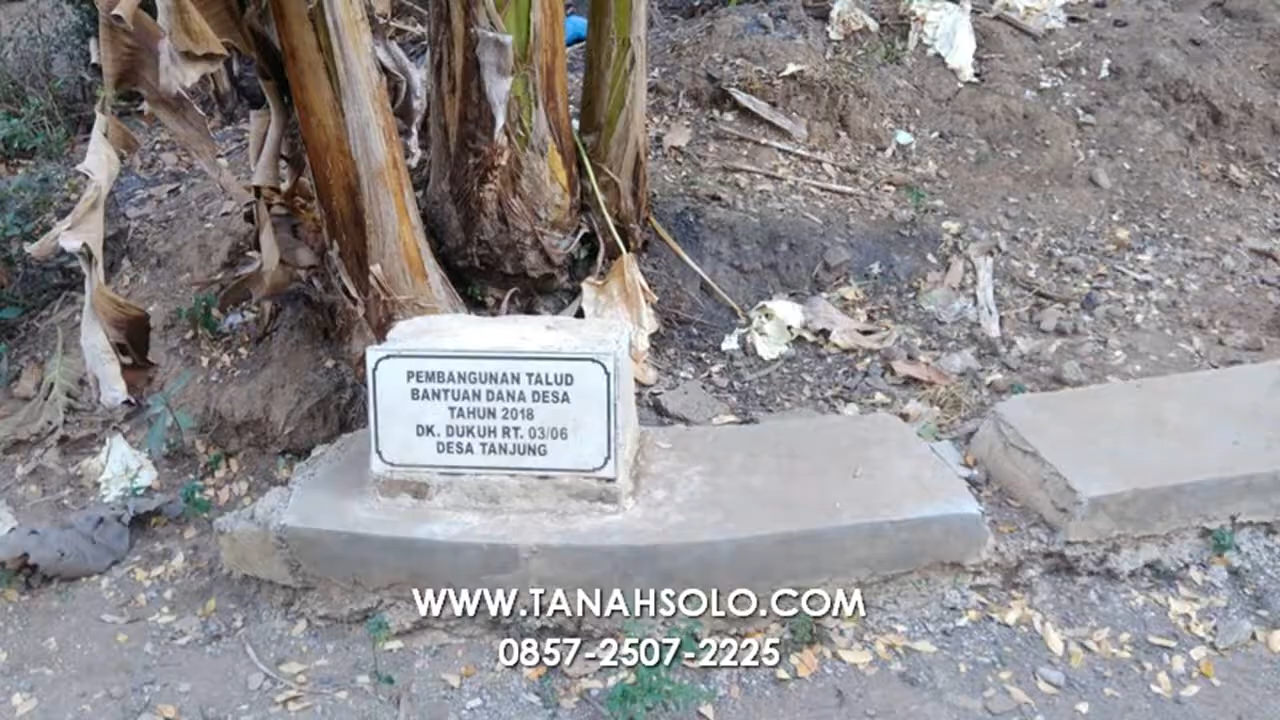 PEMBANGUNAN TALUD
BANTUAN DANA DESA
TAHUN 2018
DK. DUKUH RT. 03/06
DESA TANJUNG
WWW.TANAHSOLO.COM
0857-2507-2225